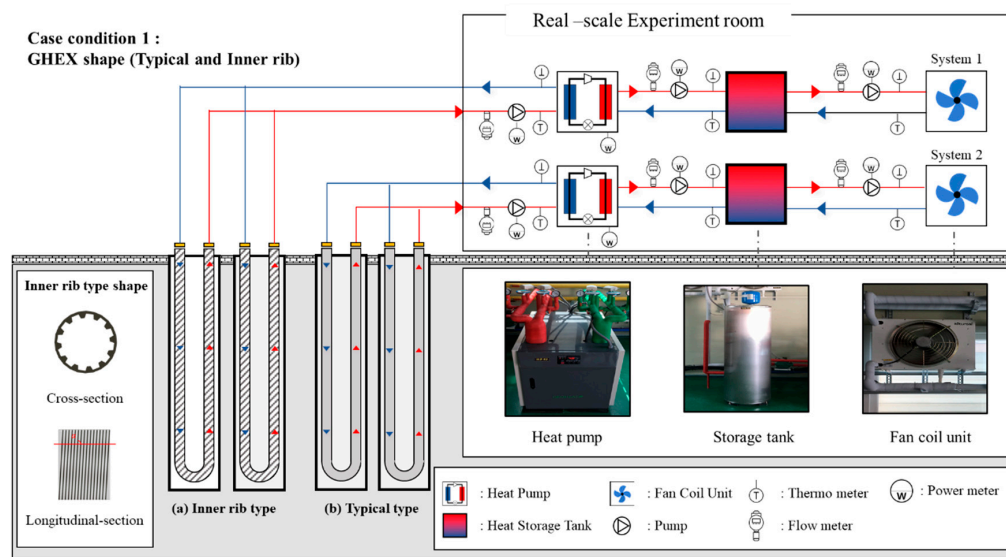 Real –scale Experiment room
Case condition 1 :
GHEX shape (Typical and Inner rib)
System 1
System 2
Inner rib type shape
Cross-section
Longitudinal-section
(a) Inner rib type
(b) Typical type
Heat pump
Storage tank
Fan coil unit
: Heat Pump
: Fan Coil Unit
T : Thermo meter
W : Power meter
: Heat Storage Tank
: Pump
: Flow meter